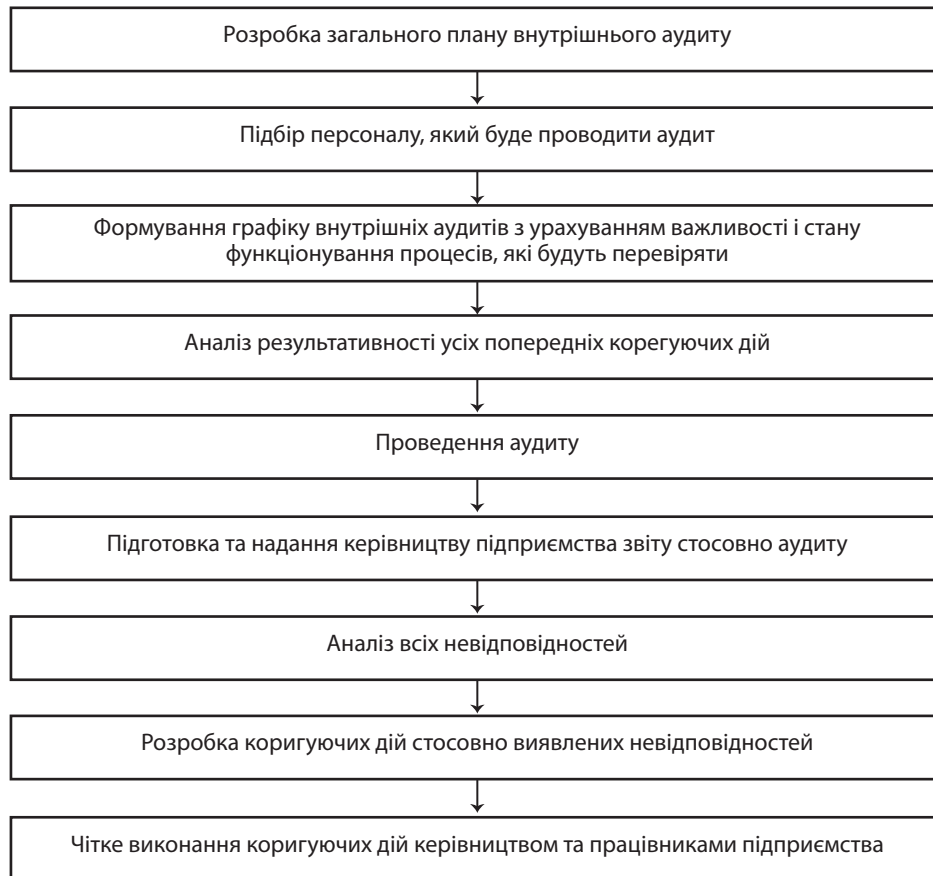 Розробка загального плану внутрішнього аудиту
Підбір персоналу, який буде проводити аудит
Формування графіку внутрішніх аудитів з урахуванням важливості і стану
функціонування процесів, які будуть перевіряти
Аналіз результативності усіх попередніх корегуючих дій
Проведення аудиту
Підготовка та надання керівництву підприємства звіту стосовно аудиту
Аналіз всіх невідповідностей
Розробка коригуючих дій стосовно виявлених невідповідностей
Чітке виконання коригуючих дій керівництвом та працівниками підприємства